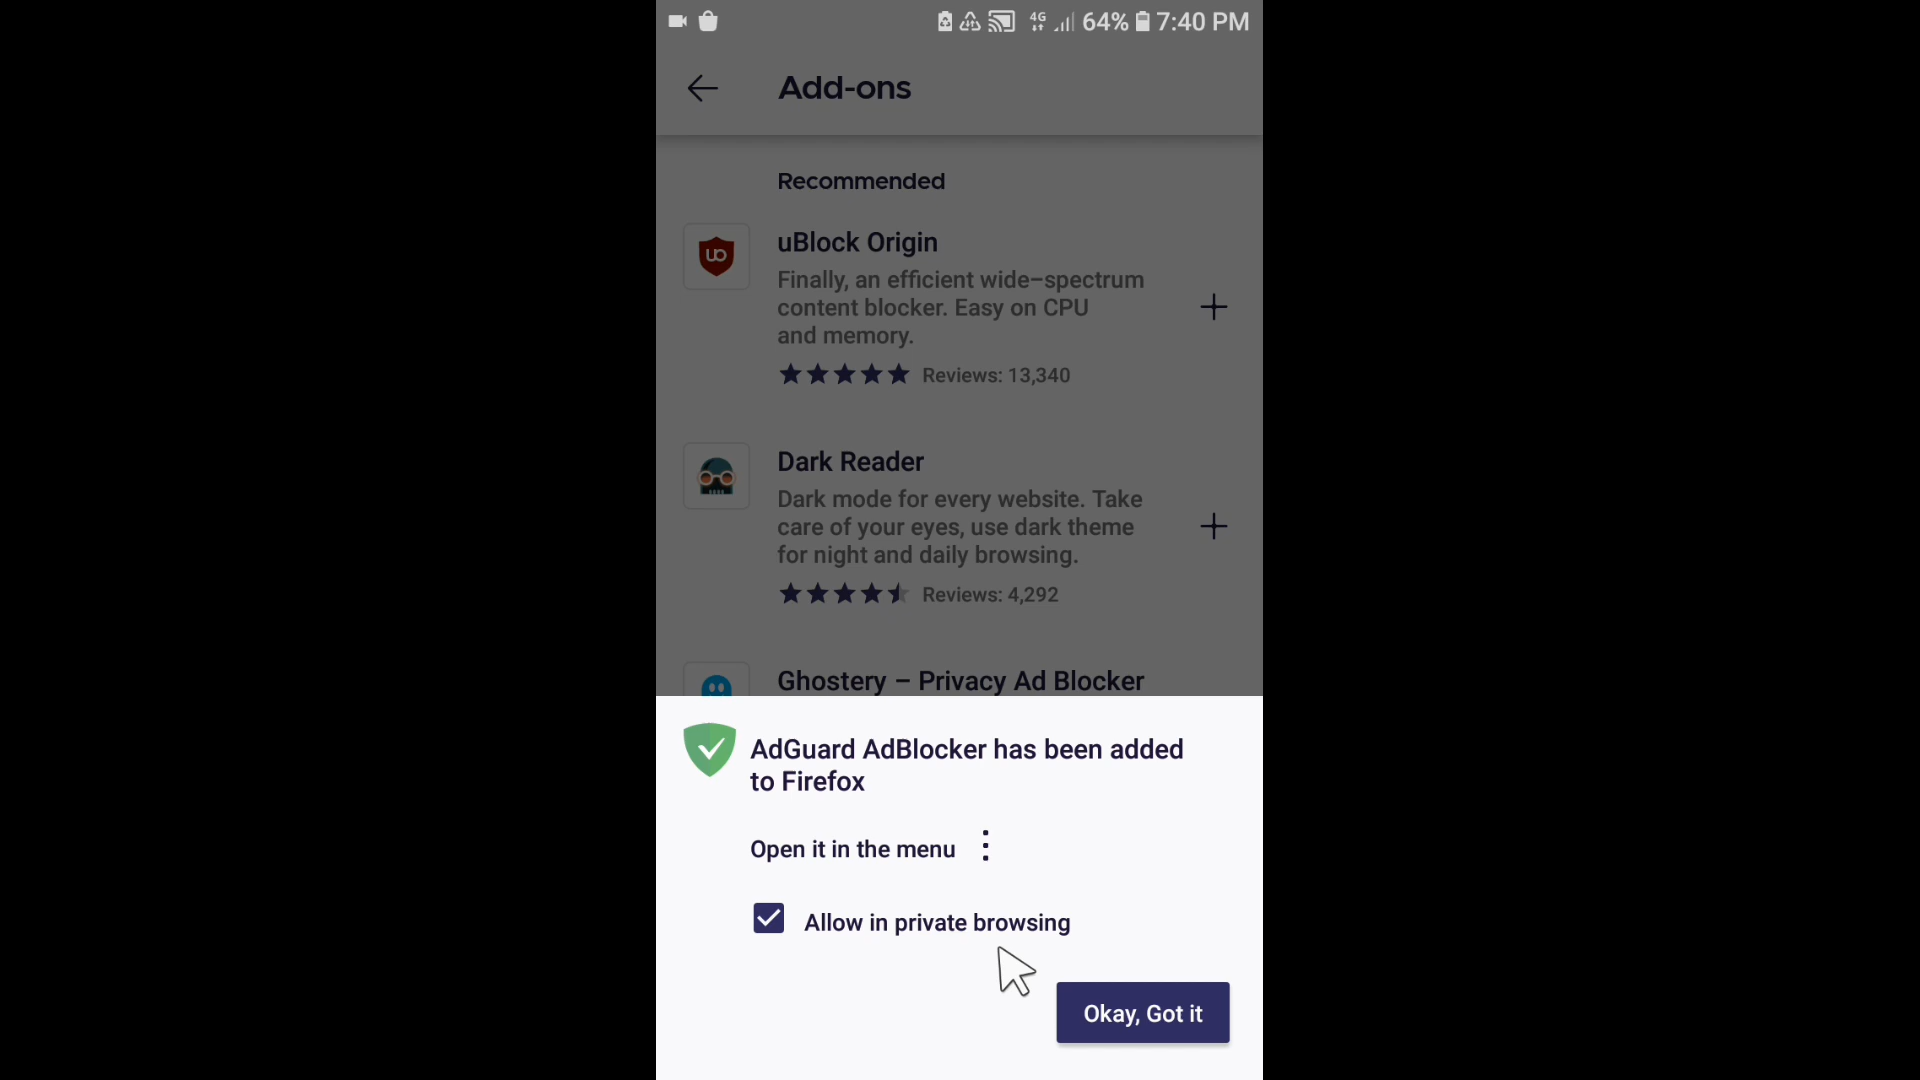 4G 64% 7:40 PM
Add-ons
Recommended
uBlock Origin
Finally, an efficient wide-spectrum
content blocker. Easy on CPU
and memory.
Reviews: 13,340
Dark Reader
Dark mode for every website. Take
care of your eyes, use dark theme
for night and daily browsing.
Reviews: 4,292
Ghostery – Privacy Ad Blocker
AdGuard AdBlocker has been added
to Firefox
Open it in the menu
Allow in private browsing
Okay, Got it